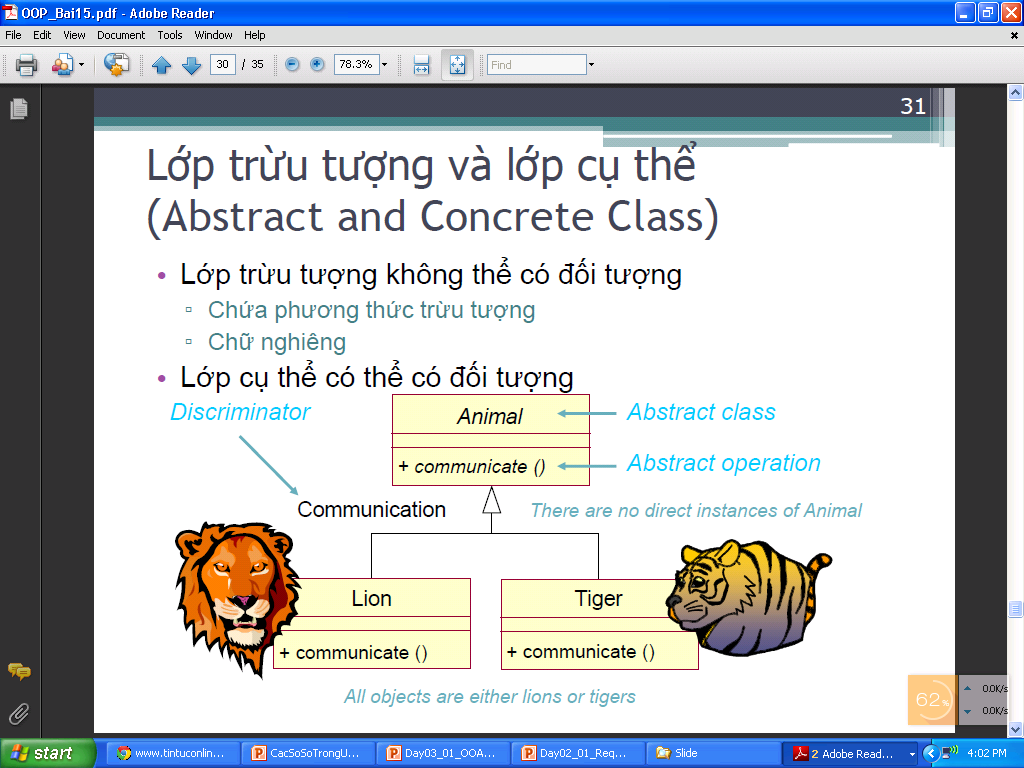 OOP_Bai15.pdf - Adobe Reader
File Edit View Document Tools Window Help
30 / 35 78.3% Find
31
Lớp trừu tượng và lớp cụ thể
(Abstract and Concrete Class)
• Lớp trừu tượng không thể có đối tượng
▫ Chứa phương thức trừu tượng
▫ Chữ nghiêng
• Lớp cụ thể có thể có đối tượng
Discriminator
Animal
Abstract class
+ communicate ()
Abstract operation
Communication
There are no direct instances of Animal
Lion
Tiger
+ communicate ()
+ communicate ()
All objects are either lions or tigers
62%
0.0K/s
0.0K/s
start www.tintuconlin... CacSoSoTrongU... Day03_01_OOA... Day02_01_Req... Slide 2 Adobe Read... 4:02 PM